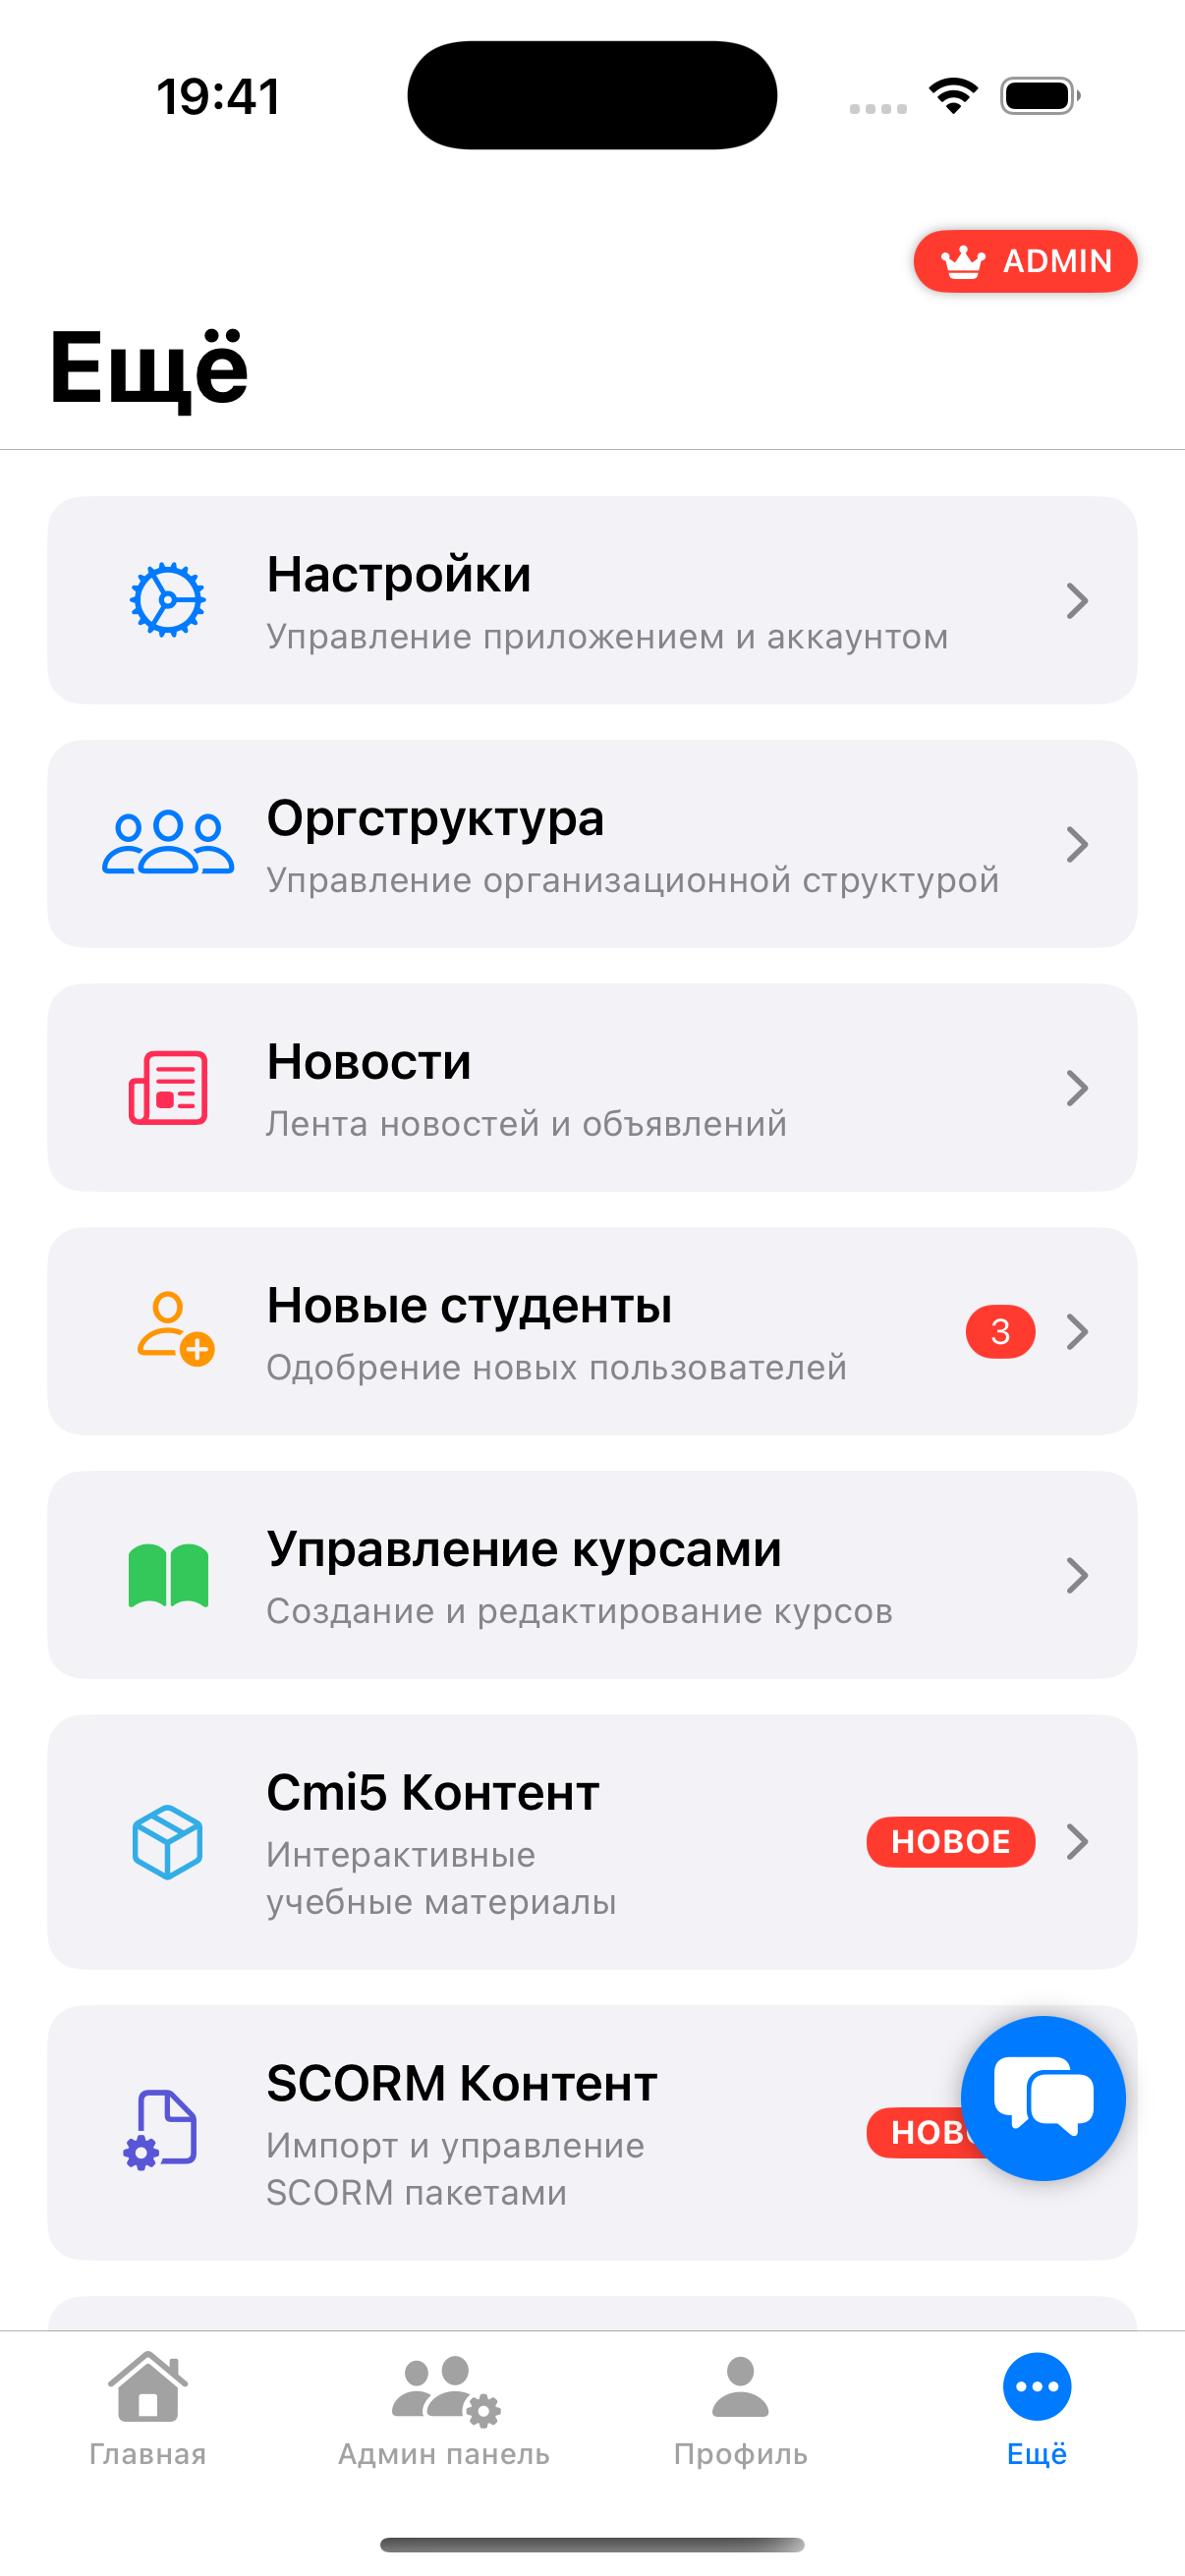 19:41
ADMIN
Ещё
Настройки
Управление приложением и аккаунтом
Оргструктура
Управление организационной структурой
Новости
Лента новостей и объявлений
Новые студенты
3
Одобрение новых пользователей
Управление курсами
Создание и редактирование курсов
Cmi5 Контент
НОВОЕ
Интерактивные
учебные материалы
SCORM Контент
Импорт и управление
SCORM пакетами
Главная
Админ панель
Профиль
Ещё